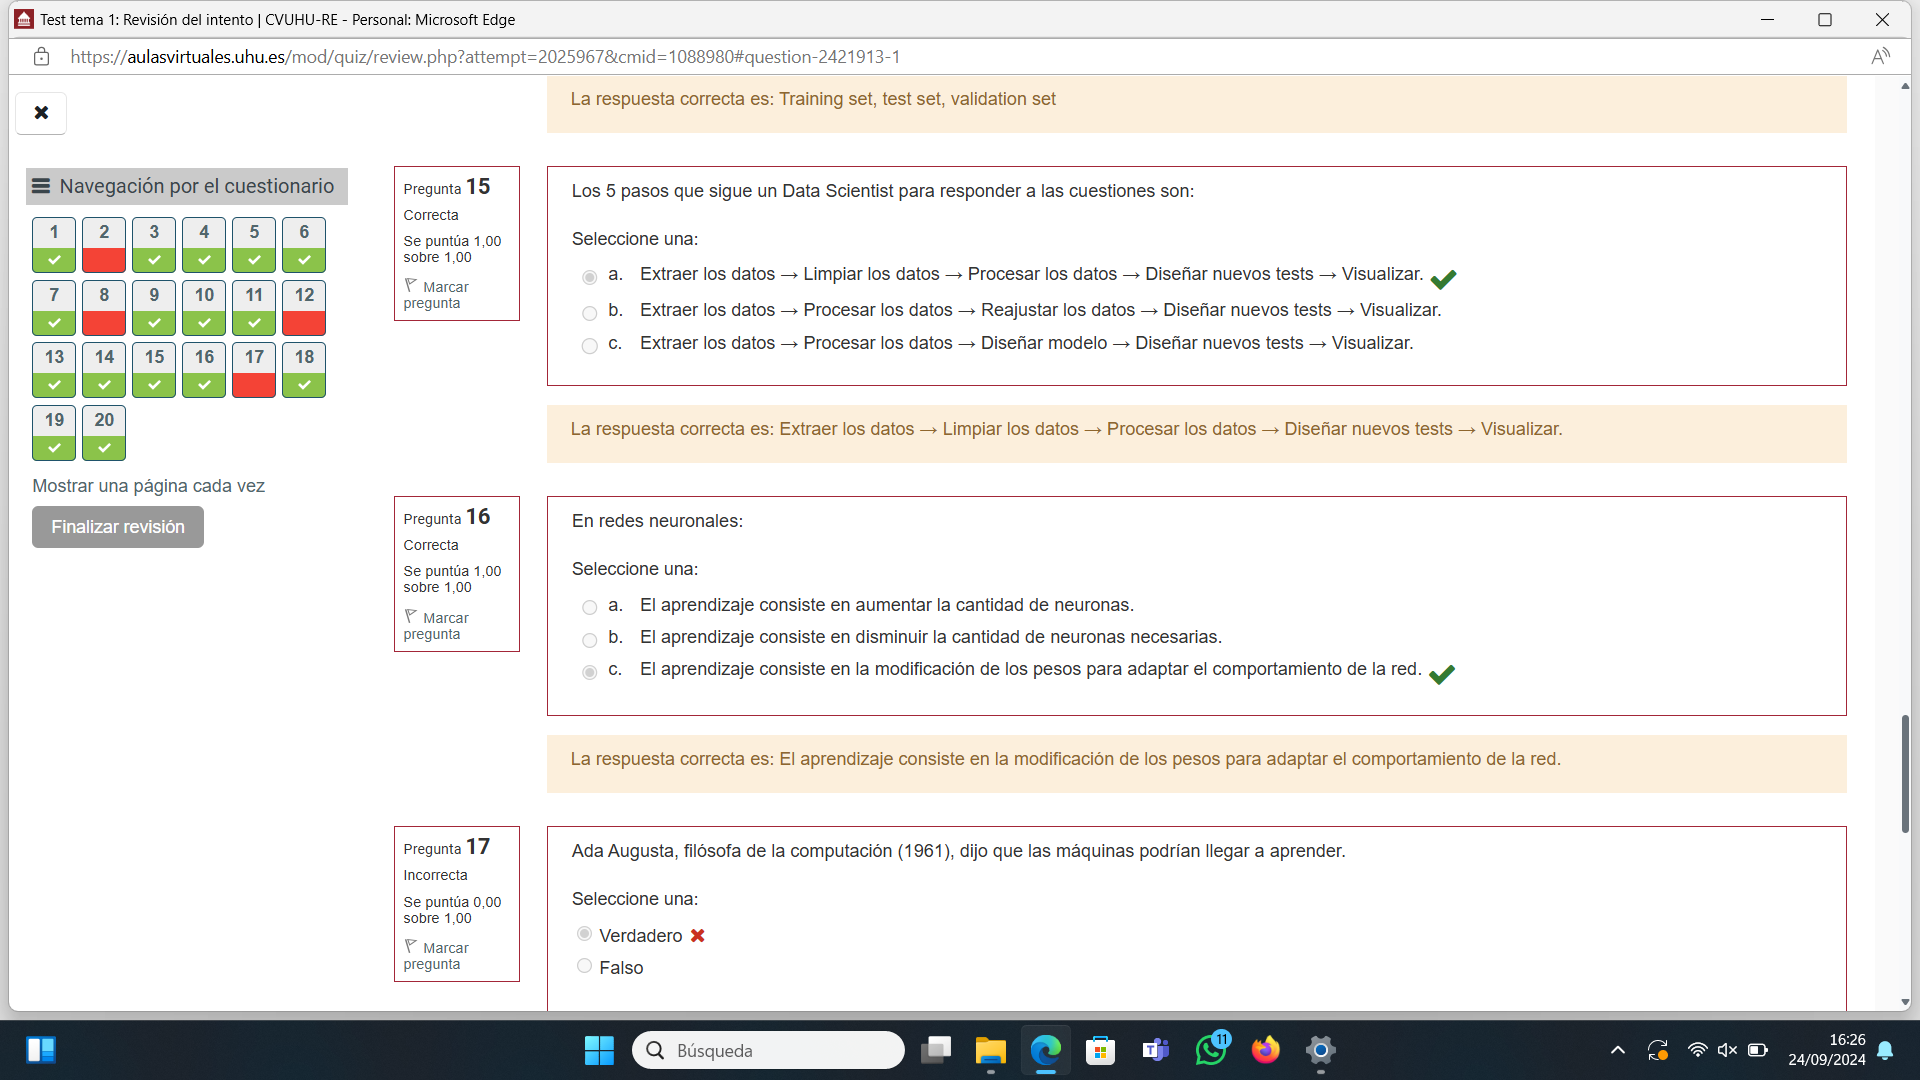 Test tema 1: Revisión del intento | CVUHU-RE - Personal: Microsoft Edge
https://aulasvirtuales.uhu.es/mod/quiz/review.php?attempt=2025967&cmid=1088980#question-2421913-1
La respuesta correcta es: Training set, test set, validation set
Navegación por el cuestionario
1 2 3 4 5 6
7 8 9 10 11 12
13 14 15 16 17 18
19 20
Mostrar una página cada vez
Finalizar revisión
Pregunta 15
Correcta
Se puntúa 1,00
sobre 1,00
Marcar
pregunta
Los 5 pasos que sigue un Data Scientist para responder a las cuestiones son:
Seleccione una:
a. Extraer los datos → Limpiar los datos → Procesar los datos → Diseñar nuevos tests → Visualizar.
b. Extraer los datos → Procesar los datos → Reajustar los datos → Diseñar nuevos tests → Visualizar.
c. Extraer los datos → Procesar los datos → Diseñar modelo → Diseñar nuevos tests → Visualizar.
La respuesta correcta es: Extraer los datos → Limpiar los datos → Procesar los datos → Diseñar nuevos tests → Visualizar.
Pregunta 16
Correcta
Se puntúa 1,00
sobre 1,00
Marcar
pregunta
En redes neuronales:
Seleccione una:
a. El aprendizaje consiste en aumentar la cantidad de neuronas.
b. El aprendizaje consiste en disminuir la cantidad de neuronas necesarias.
c. El aprendizaje consiste en la modificación de los pesos para adaptar el comportamiento de la red.
La respuesta correcta es: El aprendizaje consiste en la modificación de los pesos para adaptar el comportamiento de la red.
Pregunta 17
Incorrecta
Se puntúa 0,00
sobre 1,00
Marcar
pregunta
Ada Augusta, filósofa de la computación (1961), dijo que las máquinas podrían llegar a aprender.
Seleccione una:
Verdadero
Falso
Búsqueda
11
16:26
24/09/2024